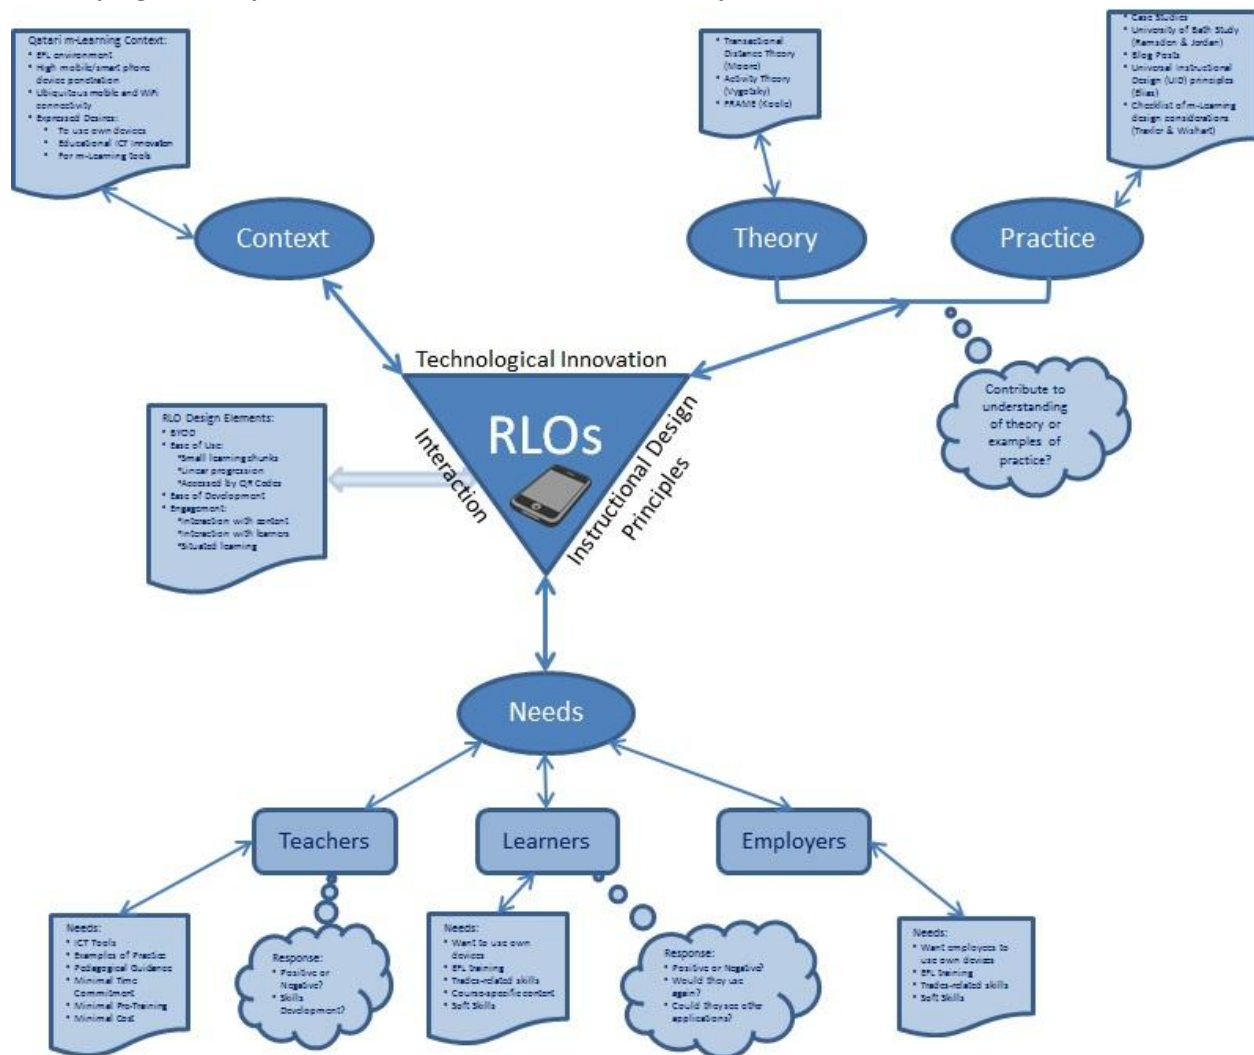 Qatari m-Learning Context:
• EFL environment
• High mobile/smart phone
device penetration
• Ubiquitous mobile and WiFi
connectivity
• Expressed Desires:
• To use own devices
• Educational ICT Innovation
• For m-Learning tools
• Transactional
Distance Theory
(Moore)
• Activity Theory
(Vygotsky)
• FRAME (Koole)
• Case Studies
• University of Bath Study
(Ramsden & Jordan)
• Blog Posts
• Universal Instructional
Design (UID) principles
(Elias)
• Checklist of m-Learning
design considerations
(Traxler & Wishart)
Context
Theory
Practice
Technological Innovation
RLOs
Interaction
Instructional Design
Principles
Contribute to
understanding
of theory or
examples of
practice?
RLO Design Elements:
• BYOD
• Ease of Use:
*Small learning chunks
*Linear progression
*Accessed by QR Codes
• Ease of Development
• Engagement:
*Interaction with content
*Interaction with learners
*Situated learning
Needs
Teachers
Learners
Employers
Needs:
• ICT Tools
• Examples of Practice
• Pedagogical Guidance
• Minimal Time
Commitment
• Minimal Pre-Training
• Minimal Cost
Response:
• Positive or
Negative?
• Skills
Development?
Needs:
• Want to use own
devices
• EFL training
• Trades-related skills
• Course-specific content
• Soft Skills
Response:
• Positive or Negative?
• Would they use
again?
• Could they see other
applications?
Needs:
• Want employees to
use own devices
• EFL training
• Trades-related skills
• Soft Skills